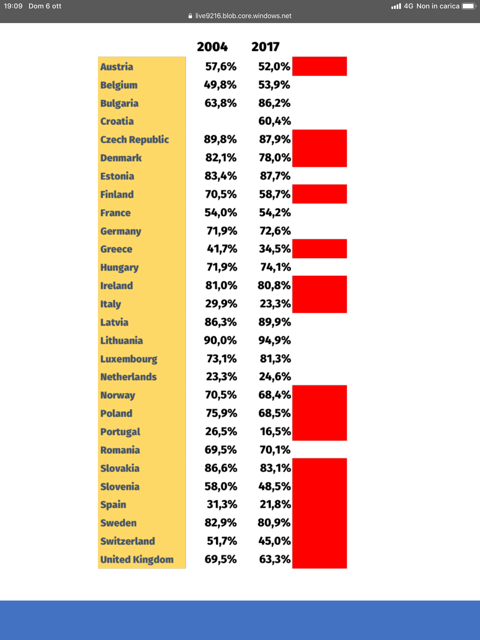 19:09 Dom 6 ott 4G Non in carica
live9216.blob.core.windows.net
2004 2017
Austria 57,6% 52,0%
Belgium 49,8% 53,9%
Bulgaria 63,8% 86,2%
Croatia 60,4%
Czech Republic 89,8% 87,9%
Denmark 82,1% 78,0%
Estonia 83,4% 87,7%
Finland 70,5% 58,7%
France 54,0% 54,2%
Germany 71,9% 72,6%
Greece 41,7% 34,5%
Hungary 71,9% 74,1%
Ireland 81,0% 80,8%
Italy 29,9% 23,3%
Latvia 86,3% 89,9%
Lithuania 90,0% 94,9%
Luxembourg 73,1% 81,3%
Netherlands 23,3% 24,6%
Norway 70,5% 68,4%
Poland 75,9% 68,5%
Portugal 26,5% 16,5%
Romania 69,5% 70,1%
Slovakia 86,6% 83,1%
Slovenia 58,0% 48,5%
Spain 31,3% 21,8%
Sweden 82,9% 80,9%
Switzerland 51,7% 45,0%
United Kingdom 69,5% 63,3%